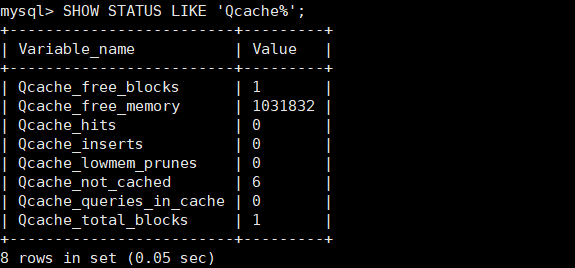 mysql> SHOW STATUS LIKE 'Qcache%';
+-------------------------+---------+
| Variable_name           | Value   |
+-------------------------+---------+
| Qcache_free_blocks      | 1       |
| Qcache_free_memory      | 1031832 |
| Qcache_hits             | 0       |
| Qcache_inserts          | 0       |
| Qcache_lowmem_prunes    | 0       |
| Qcache_not_cached       | 6       |
| Qcache_queries_in_cache | 0       |
| Qcache_total_blocks     | 1       |
+-------------------------+---------+
8 rows in set (0.05 sec)